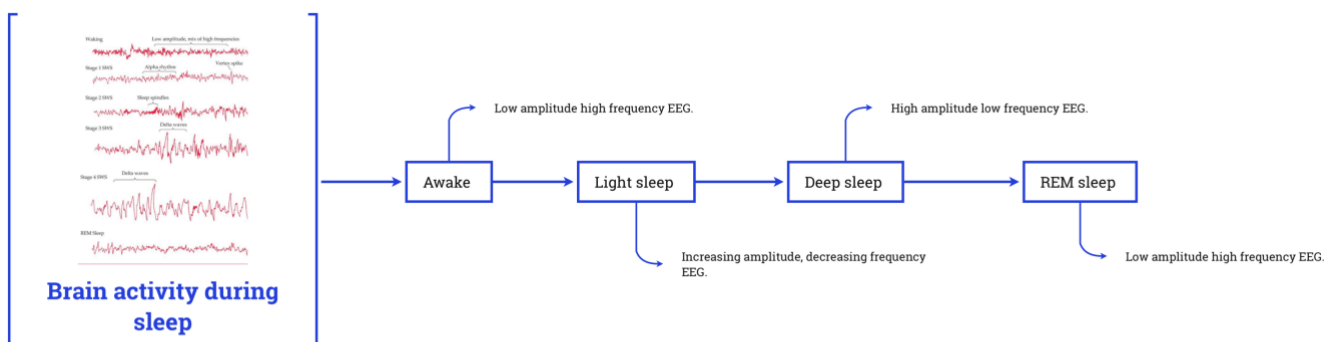 Waking
Low amplitude, mix of high frequencies
Stage 1 SWS
Alpha rhythm
Vertex spike
Stage 2 SWS
Sleep spindles
Stage 3 SWS
Delta waves
Stage 4 SWS
Delta waves
REM Sleep
Brain activity during
sleep
Low amplitude high frequency EEG.
High amplitude low frequency EEG.
Awake
Light sleep
Deep sleep
REM sleep
Increasing amplitude, decreasing frequency
EEG.
Low amplitude high frequency EEG.